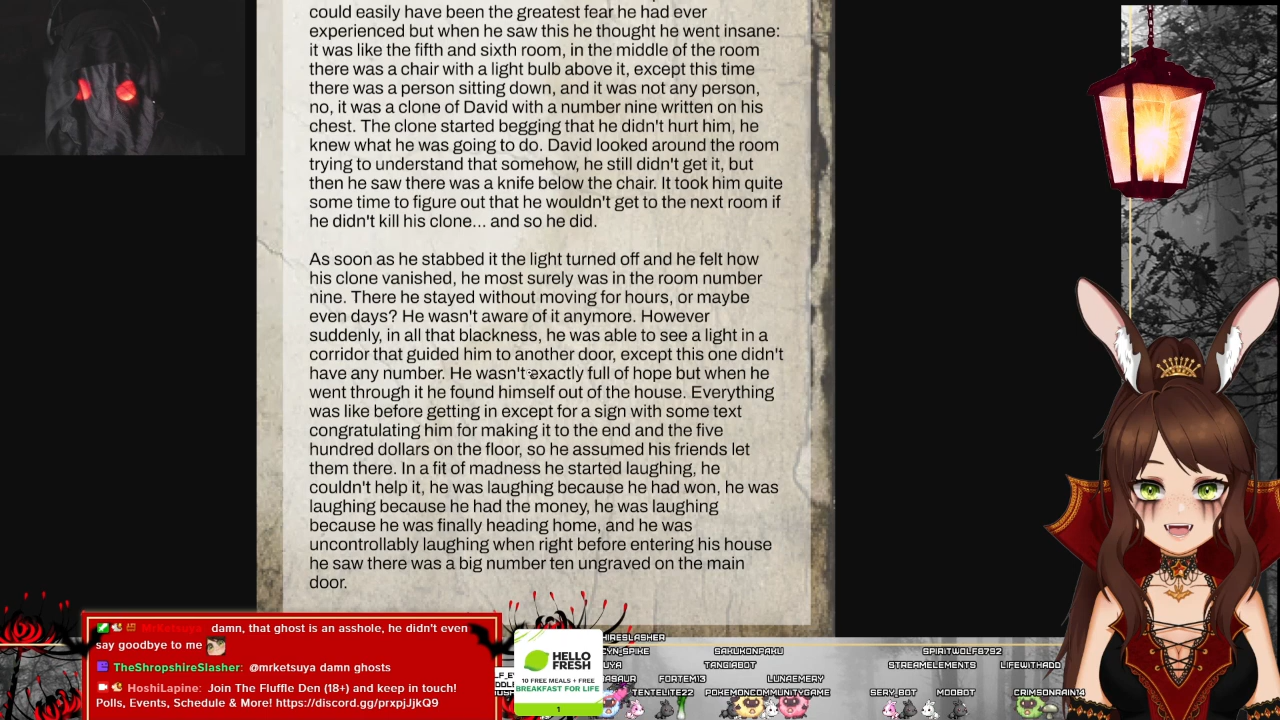 could easily have been the greatest fear he had ever
experienced but when he saw this he thought he went insane:
it was like the fifth and sixth room, in the middle of the room
there was a chair with a light bulb above it, except this time
there was a person sitting down, and it was not any person,
no, it was a clone of David with a number nine written on his
chest. The clone started begging that he didn't hurt him, he
knew what he was going to do. David looked around the room
trying to understand that somehow, he still didn't get it, but
then he saw there was a knife below the chair. It took him quite
some time to figure out that he wouldn't get to the next room if
he didn't kill his clone... and so he did.
As soon as he stabbed it the light turned off and he felt how
his clone vanished, he most surely was in the room number
nine. There he stayed without moving for hours, or maybe
even days? He wasn't aware of it anymore. However
suddenly, in all that blackness, he was able to see a light in a
corridor that guided him to another door, except this one didn't
have any number. He wasn't exactly full of hope but when he
went through it he found himself out of the house. Everything
was like before getting in except for a sign with some text
congratulating him for making it to the end and the five
hundred dollars on the floor, so he assumed his friends let
them there. In a fit of madness he started laughing, he
couldn't help it, he was laughing because he had won, he was
laughing because he had the money, he was laughing
because he was finally heading home, and he was
uncontrollably laughing when right before entering his house
he saw there was a big number ten ungraved on the main
door.
MrKetsuya damn, that ghost is an asshole, he didn't even
say goodbye to me
TheShropshireSlasher: @mrketsuya damn ghosts
HoshiLapine: Join The Fluffle Den (18+) and keep in touch!
Polls, Events, Schedule & More! https://discord.gg/prxpjJjkQ9
HELLO
FRESH
10 FREE MEALS + FREE
BREAKFAST FOR LIFE
1
HIRESLASHER
CYN_SPIKE SAKUKONPAKU SPIRITWOLF8792
UYA TANGIABOT STREAMELEMENTS LIFEWITHADD
ASAUR FORTEM13 LUNAEMERY
TENTELITE22 POKEMONCOMMUNITYGAME SERY_BOT MOOBOT CRIMSONRAIN14